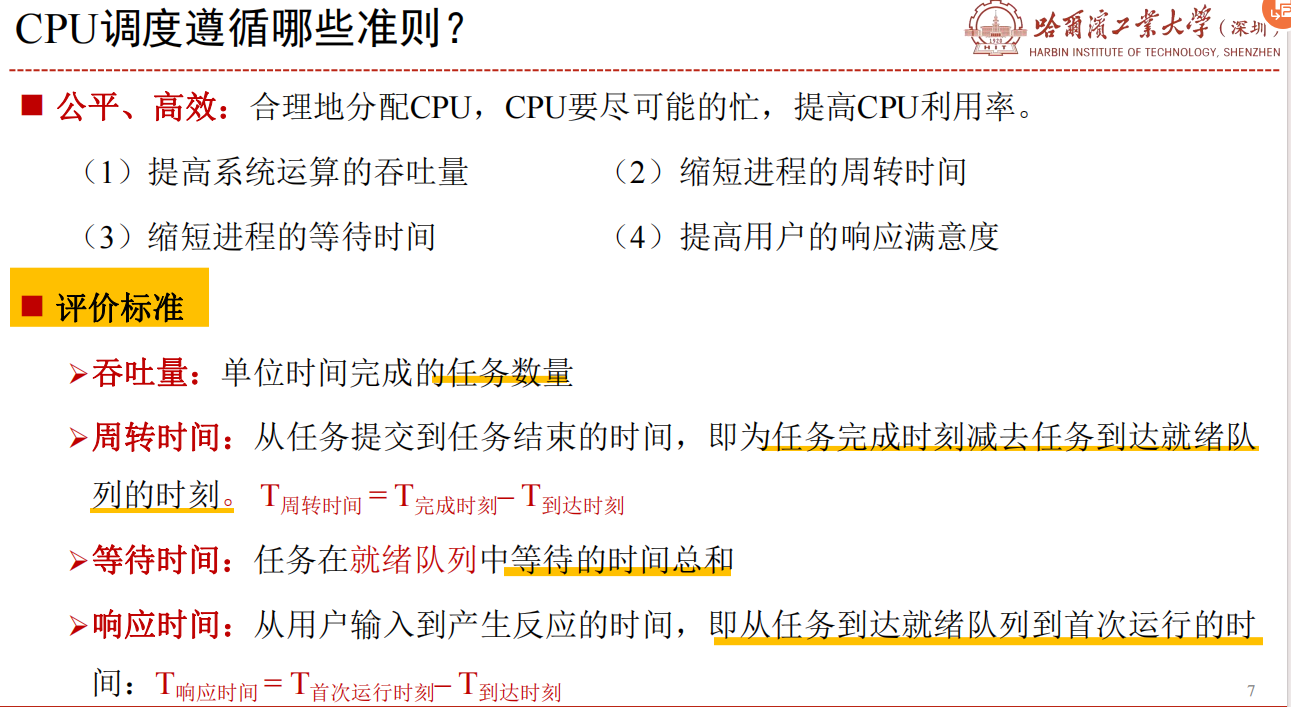 CPU调度遵循哪些准则？
哈爾濱工業大學（深圳）
HARBIN INSTITUTE OF TECHNOLOGY, SHENZHEN
HIT
■ 公平、高效：合理地分配CPU，CPU要尽可能的忙，提高CPU利用率。
（1）提高系统运算的吞吐量
（2）缩短进程的周转时间
（3）缩短进程的等待时间
（4）提高用户的响应满意度
■ 评价标准
➢吞吐量：单位时间完成的任务数量
➢周转时间：从任务提交到任务结束的时间，即为任务完成时刻减去任务到达就绪队
列的时刻。 T周转时间 = T完成时刻– T到达时刻
➢等待时间：任务在就绪队列中等待的时间总和
➢响应时间：从用户输入到产生反应的时间，即从任务到达就绪队列到首次运行的时
间：T响应时间 = T首次运行时刻– T到达时刻
7